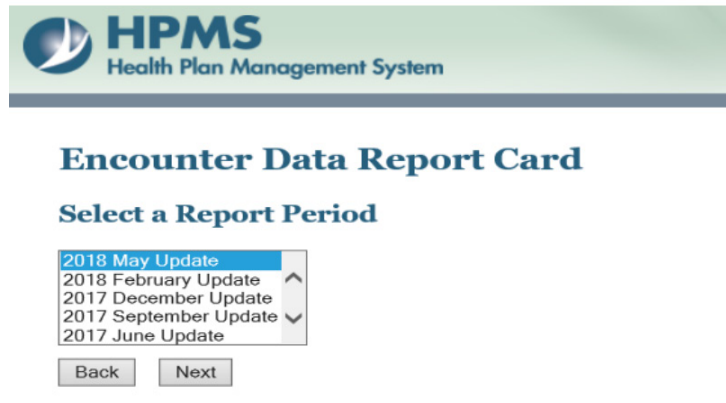 HPMS
Health Plan Management System
Encounter Data Report Card
Select a Report Period
2018 May Update
2018 February Update
2017 December Update
2017 September Update
2017 June Update
Back Next